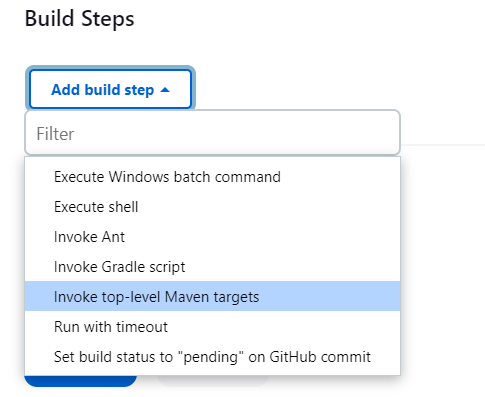 Build Steps
Add build step
Filter
Execute Windows batch command
Execute shell
Invoke Ant
Invoke Gradle script
Invoke top-level Maven targets
Run with timeout
Set build status to "pending" on GitHub commit